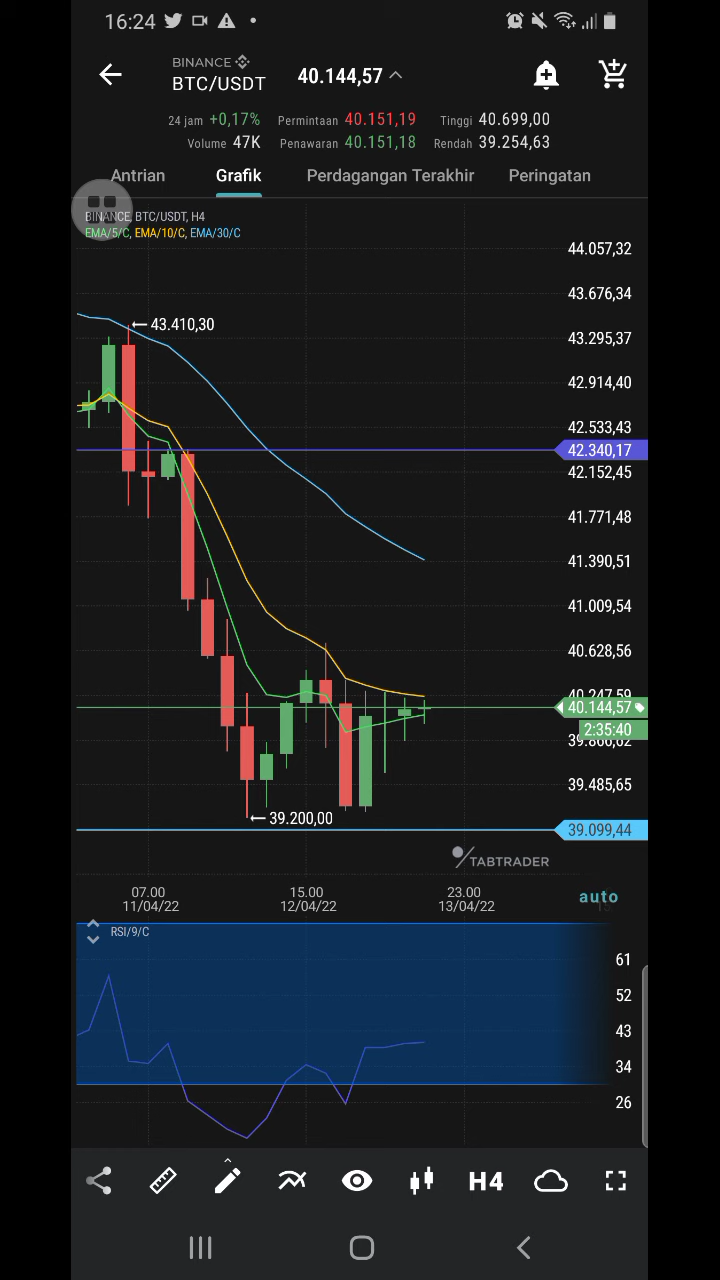 16:24
BINANCE
BTC/USDT 40.144,57
24 jam +0,17% Permintaan 40.151,19 Tinggi 40.699,00
Volume 47K Penawaran 40.151,18 Rendah 39.254,63
Antrian Grafik Perdagangan Terakhir Peringatan
BINANCE, BTC/USDT, H4
EMA/5/C, EMA/10/C, EMA/30/C
44.057,32
43.676,34
43.410,30
43.295,37
42.914,40
42.533,43
42.340,17
42.152,45
41.771,48
41.390,51
41.009,54
40.628,56
40.247,59
40.144,57
2:35:40
39.866,62
39.485,65
39.200,00
39.099,44
TABTRADER
07.00 15.00 23.00
11/04/22 12/04/22 13/04/22
auto
RSI/9/C
61
52
43
34
26
H4